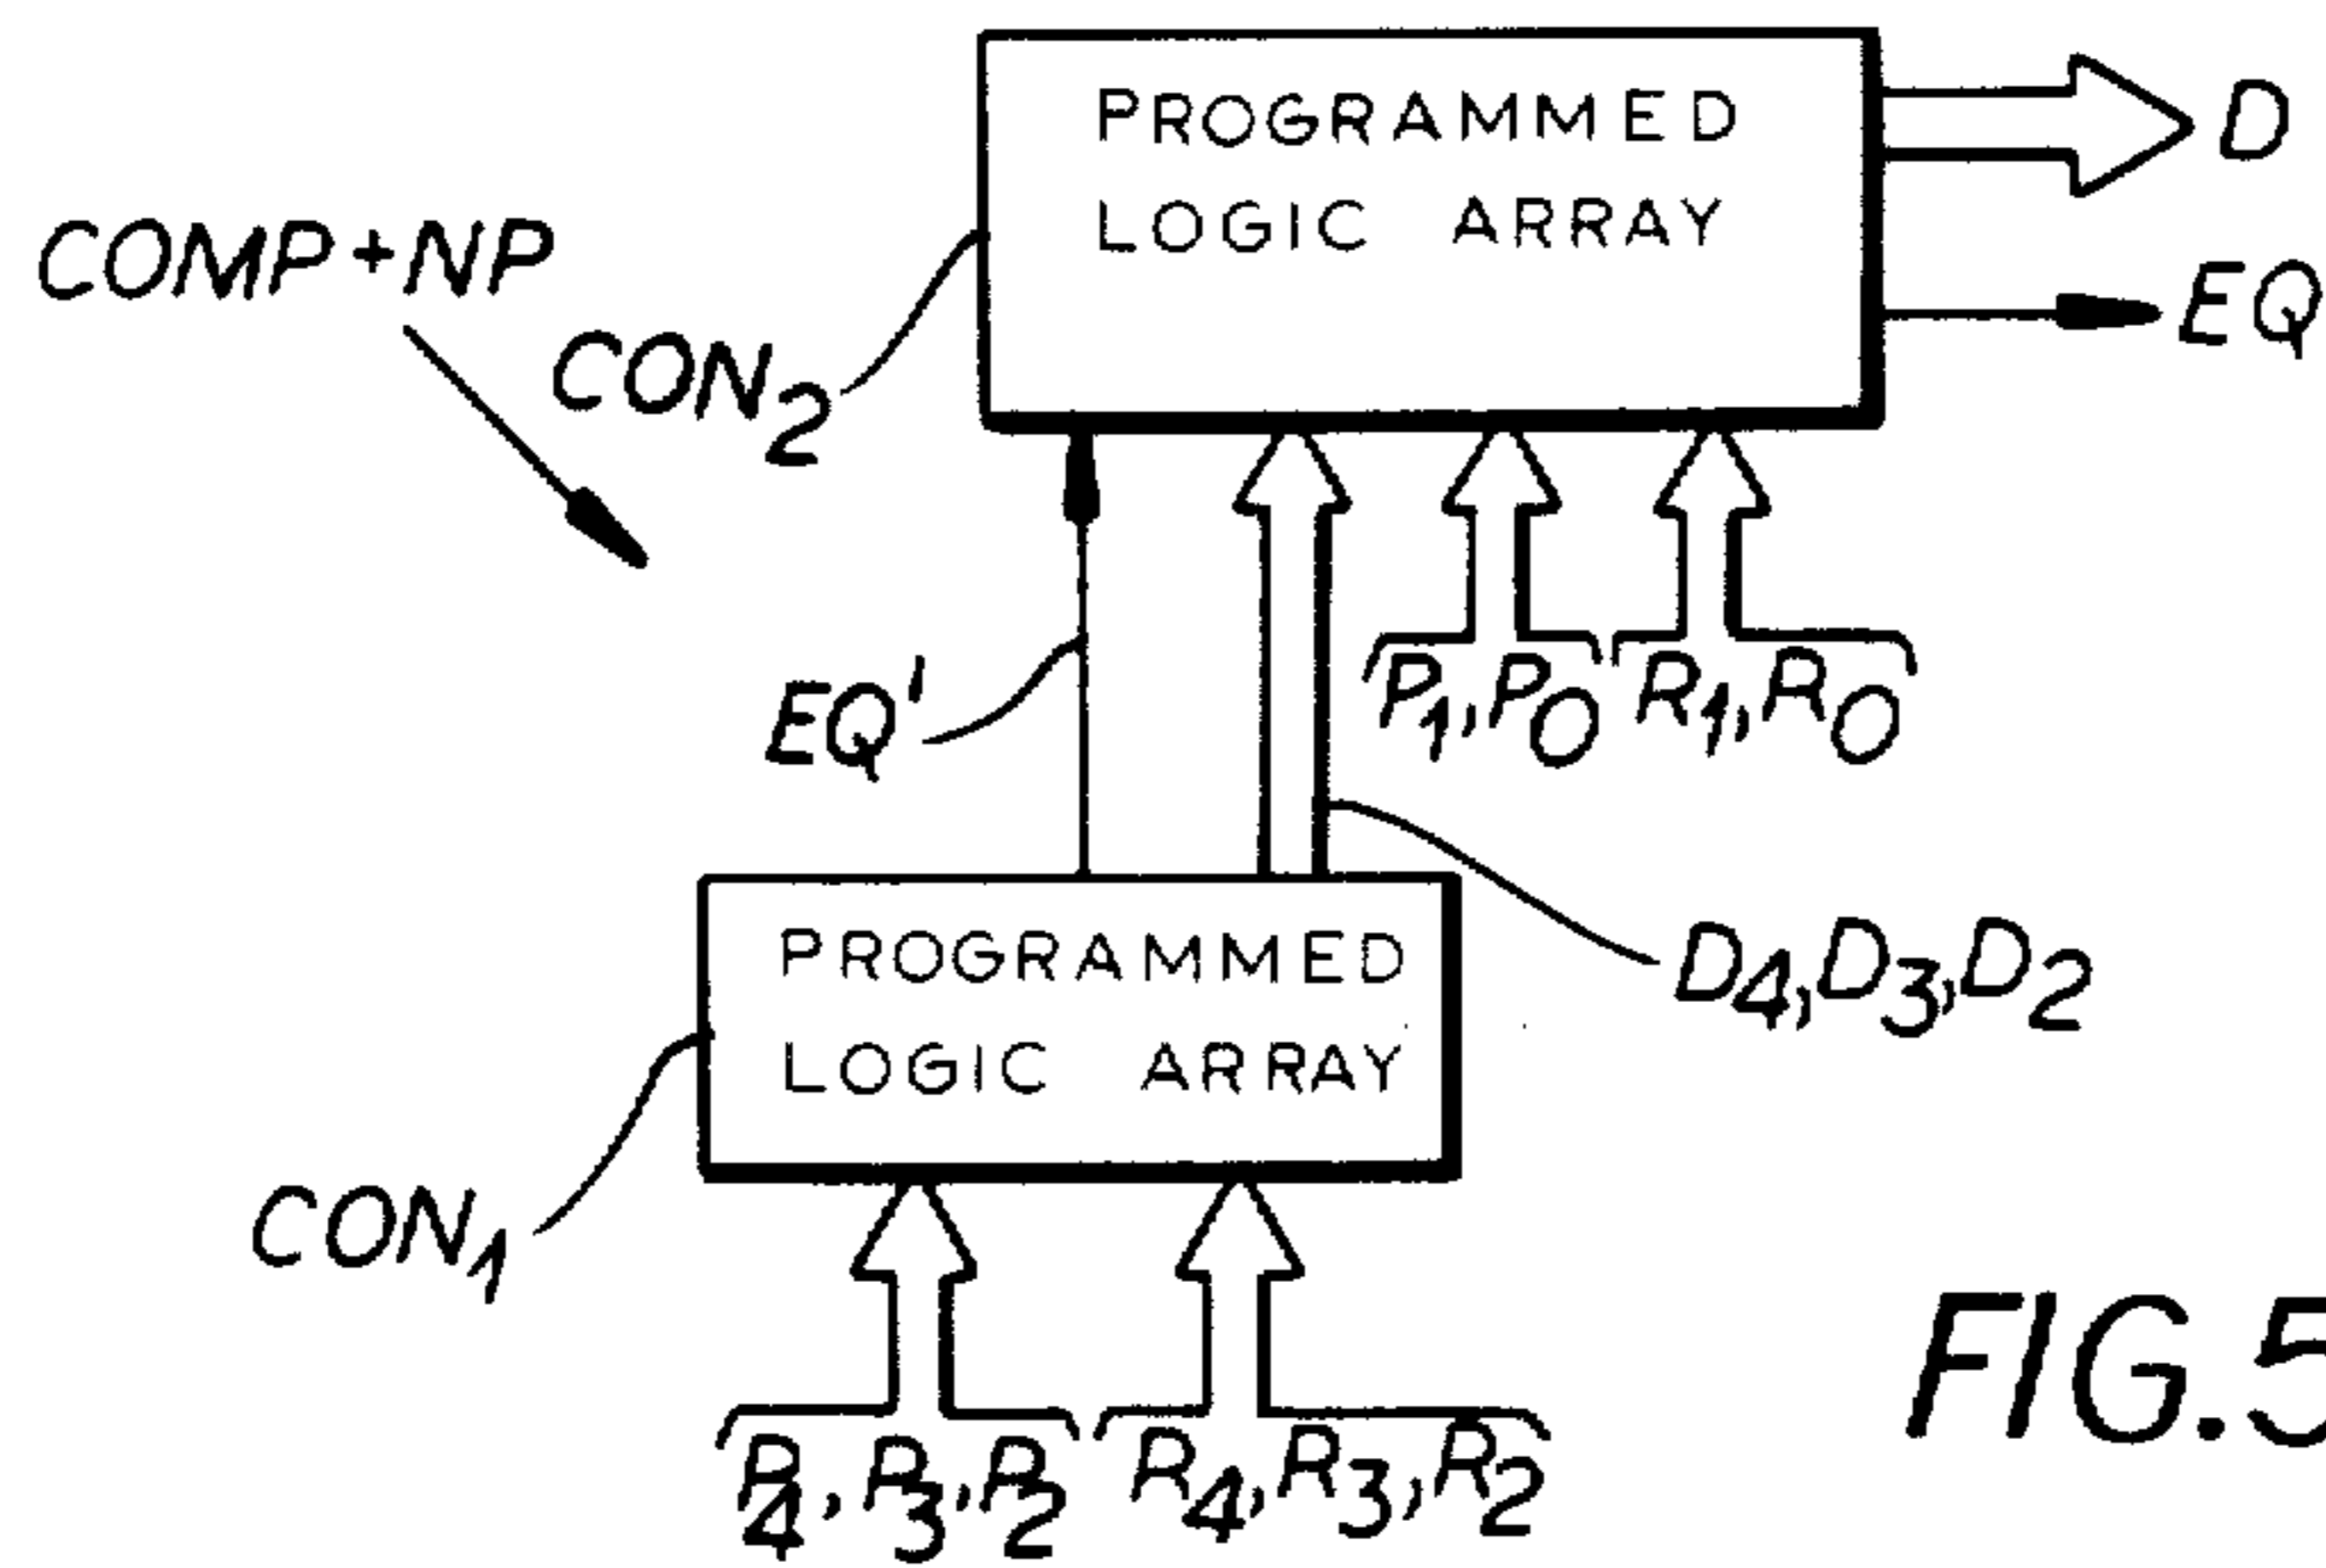 PROGRAMMED
LOGIC ARRAY
D
EQ
COMP+NP
CON2
EQ'
P1,P0
R1,R0
PROGRAMMED
LOGIC ARRAY
D4,D3,D2
CON1
P4,P3,P2
R4,R3,R2
FIG.5